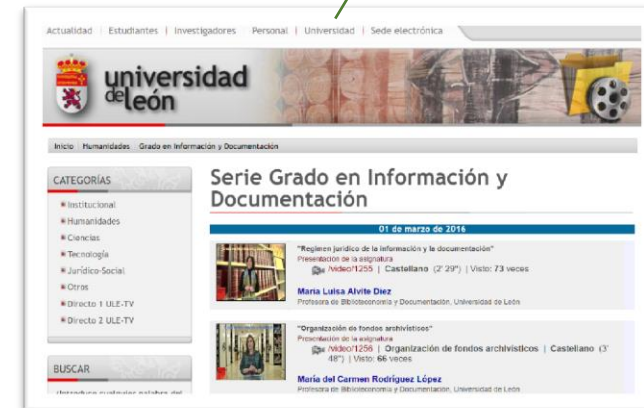 Actualidad | Estudiantes | Investigadores | Personal | Universidad | Sede electrónica
universidad
de león
Inicio Humanidades Grado en Información y Documentación
CATEGORÍAS
Institucional
Humanidades
Ciencias
Tecnología
Jurídico-Social
Otros
Directo 1 ULE-TV
Directo 2 ULE-TV
BUSCAR
Serie Grado en Información y
Documentación
01 de marzo de 2016
"Regimen jurídico de la información y la documentación"
Presentación de la asignatura
/video/1255 | Castellano (2' 29") | Visto: 73 veces
María Luisa Alvite Díez
Profesora de Biblioteconomía y Documentación, Universidad de León
"Organización de fondos archivísticos"
Presentación de la asignatura
/video/1256 | Organización de fondos archivísticos | Castellano (3'
48") | Visto: 66 veces
María del Carmen Rodríguez López
Profesora de Biblioteconomía y Documentación, Universidad de León